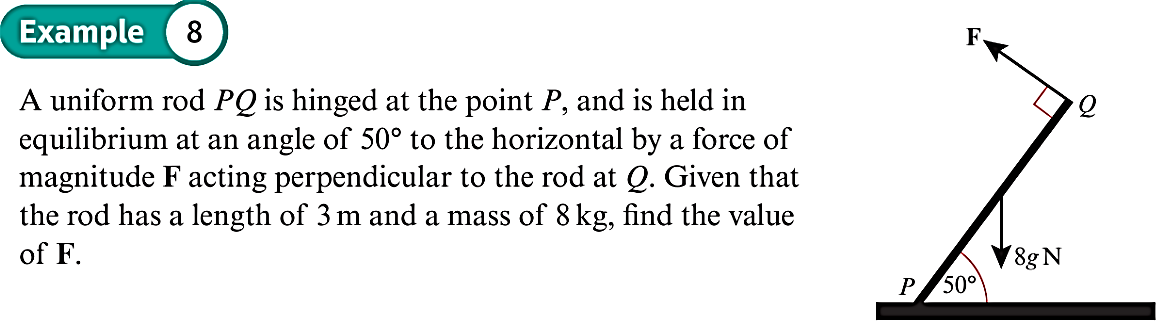 Example 8
A uniform rod PQ is hinged at the point P, and is held in
equilibrium at an angle of 50° to the horizontal by a force of
magnitude F acting perpendicular to the rod at Q. Given that
the rod has a length of 3 m and a mass of 8 kg, find the value
of F.
F
Q
8g N
P 50°